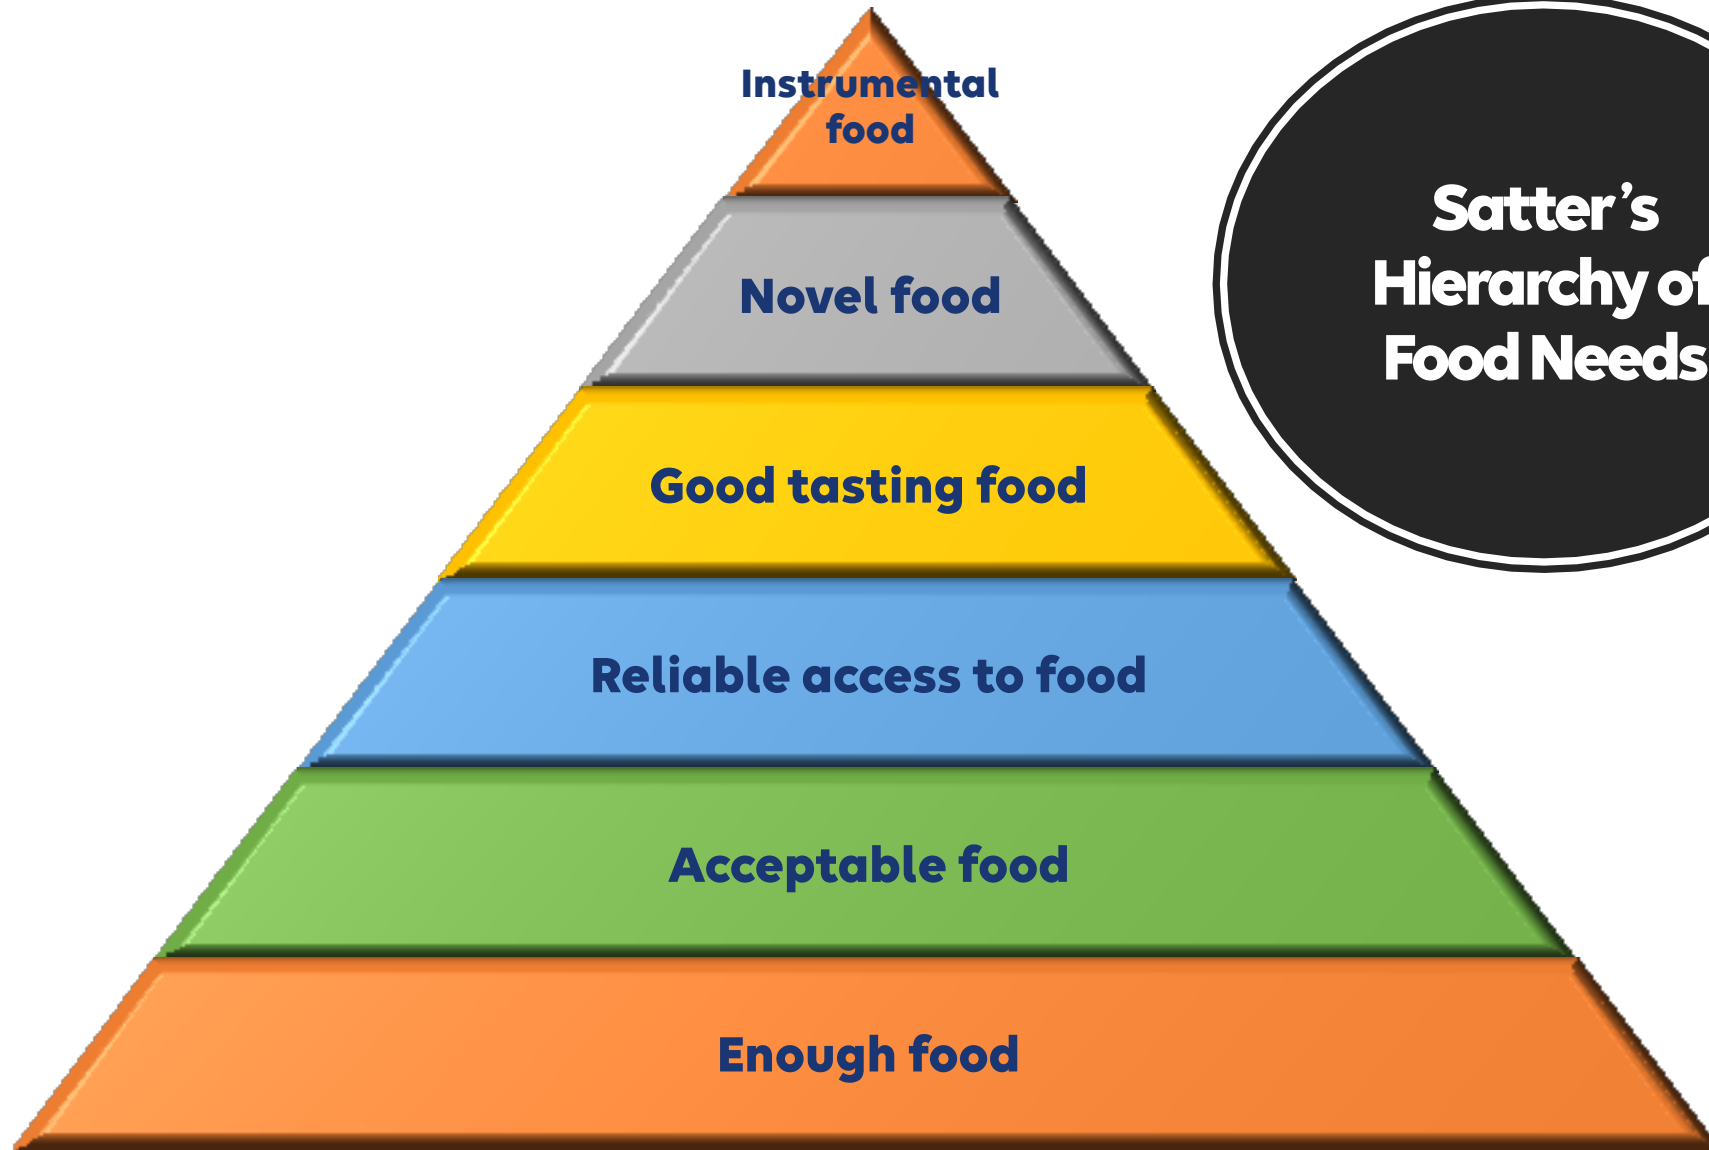 Instrumental
food
Satter's
Hierarchy of
Food Needs
Novel food
Good tasting food
Reliable access to food
Acceptable food
Enough food